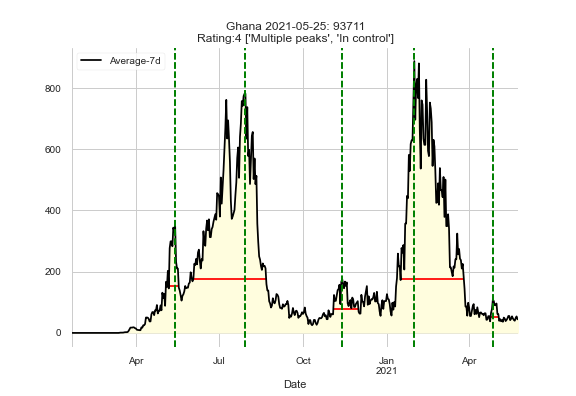 Ghana 2021-05-25: 93711
Rating:4 ['Multiple peaks', 'In control']
Average-7d
800
600
400
200
0
Apr
Jul
Oct
Jan
2021
Apr
Date